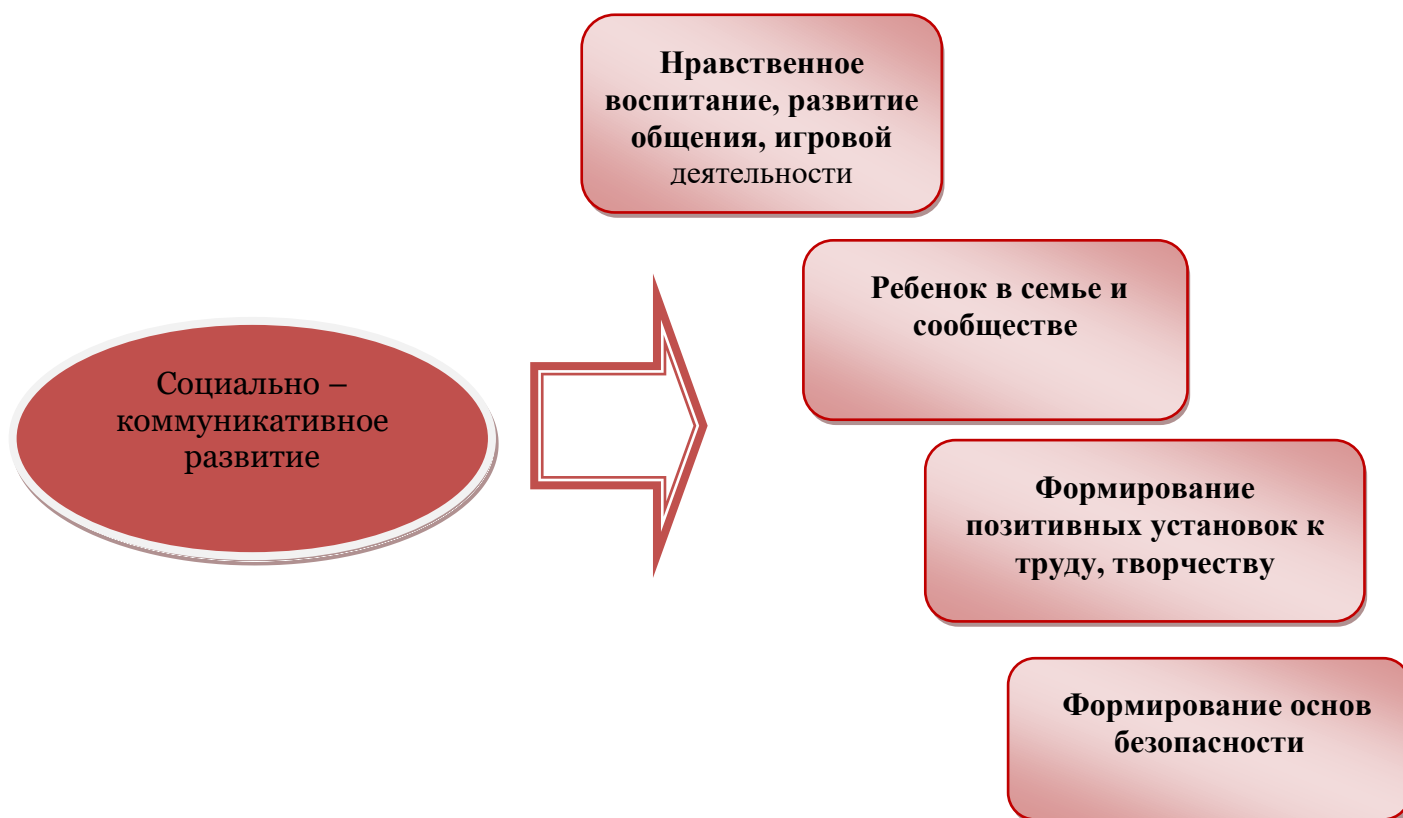 Нравственное
воспитание, развитие
общения, игровой
деятельности
Ребенок в семье и
сообществе
Социально –
коммуникативное
развитие
Формирование
позитивных установок к
труду, творчеству
Формирование основ
безопасности